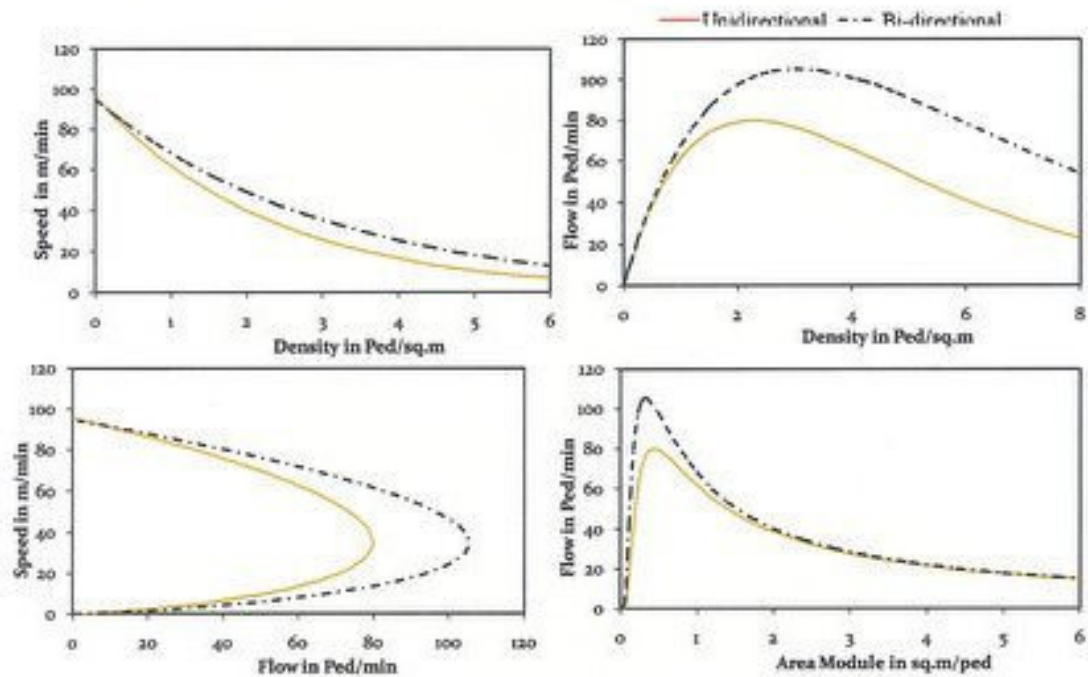 Unidirectional Bi-directional
120
100
80
60
40
20
0
Speed in m/min
0 1 2 3 4 5 6
Density in Ped/sq.m
120
100
80
60
40
20
0
Flow in Ped/min
0 2 4 6 8
Density in Ped/sq.m
120
100
80
60
40
20
0
Speed in m/min
0 20 40 60 80 100 120
Flow in Ped/min
120
100
80
60
40
20
0
Flow in Ped/min
0 1 2 3 4 5 6
Area Module in sq.m/ped